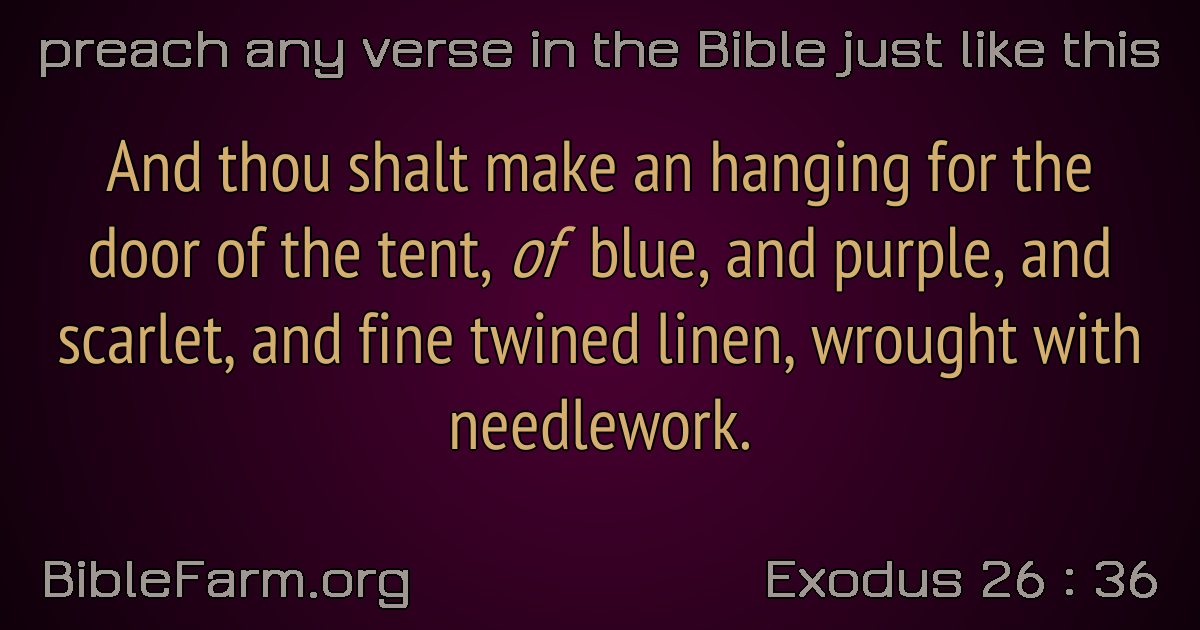 preach any verse in the Bible just like this
And thou shalt make an hanging for the
door of the tent, of blue, and purple, and
scarlet, and fine twined linen, wrought with
needlework.
BibleFarm.org
Exodus 26 : 36